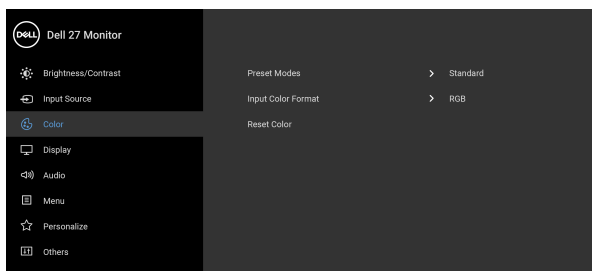 DELL Dell 27 Monitor
Brightness/Contrast
Input Source
Color
Display
Audio
Menu
Personalize
Others
Preset Modes > Standard
Input Color Format > RGB
Reset Color